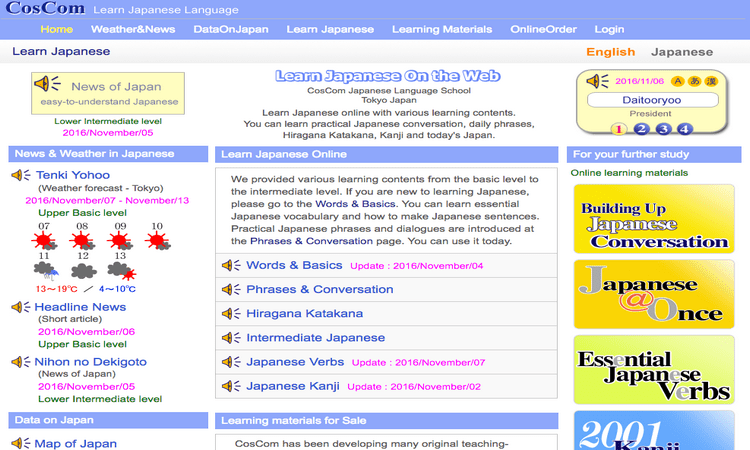 CosCom Learn Japanese Language
Home Weather&News DataOnJapan Learn Japanese Learning Materials OnlineOrder Login
Learn Japanese
English Japanese
News of Japan
easy-to-understand Japanese
Lower Intermediate level
2016/November/05
Learn Japanese On the Web
CosCom Japanese Language School
Tokyo Japan
Learn Japanese online with various learning contents.
You can learn practical Japanese conversation, daily phrases,
Hiragana Katakana, Kanji and today's Japan.
2016/11/06 A あ 漢
Daitooryoo
President
1 2 3 4
News & Weather in Japanese
Tenki Yohoo
(Weather forecast - Tokyo)
2016/November/07 - November/13
Upper Basic level
07 08 09 10
11 12 13
13～19℃ ／ 4～10℃
Headline News
(Short article)
2016/November/06
Upper Basic level
Nihon no Dekigoto
(News of Japan)
2016/November/05
Lower Intermediate level
Data on Japan
Map of Japan
Learn Japanese Online
We provided various learning contents from the basic level to
the intermediate level. If you are new to learning Japanese,
please go to the Words & Basics. You can learn essential
Japanese vocabulary and how to make Japanese sentences.
Practical Japanese phrases and dialogues are introduced at
the Phrases & Conversation page. You can use it today.
Words & Basics Update : 2016/November/04
Phrases & Conversation
Hiragana Katakana
Intermediate Japanese
Japanese Verbs Update : 2016/November/07
Japanese Kanji Update : 2016/November/02
Learning materials for Sale
CosCom has been developing many original teaching-
For your further study
Online learning materials
Building Up
Japanese
Conversation
Japanese
@Once
Essential
Japanese
Verbs
2001
Kanji